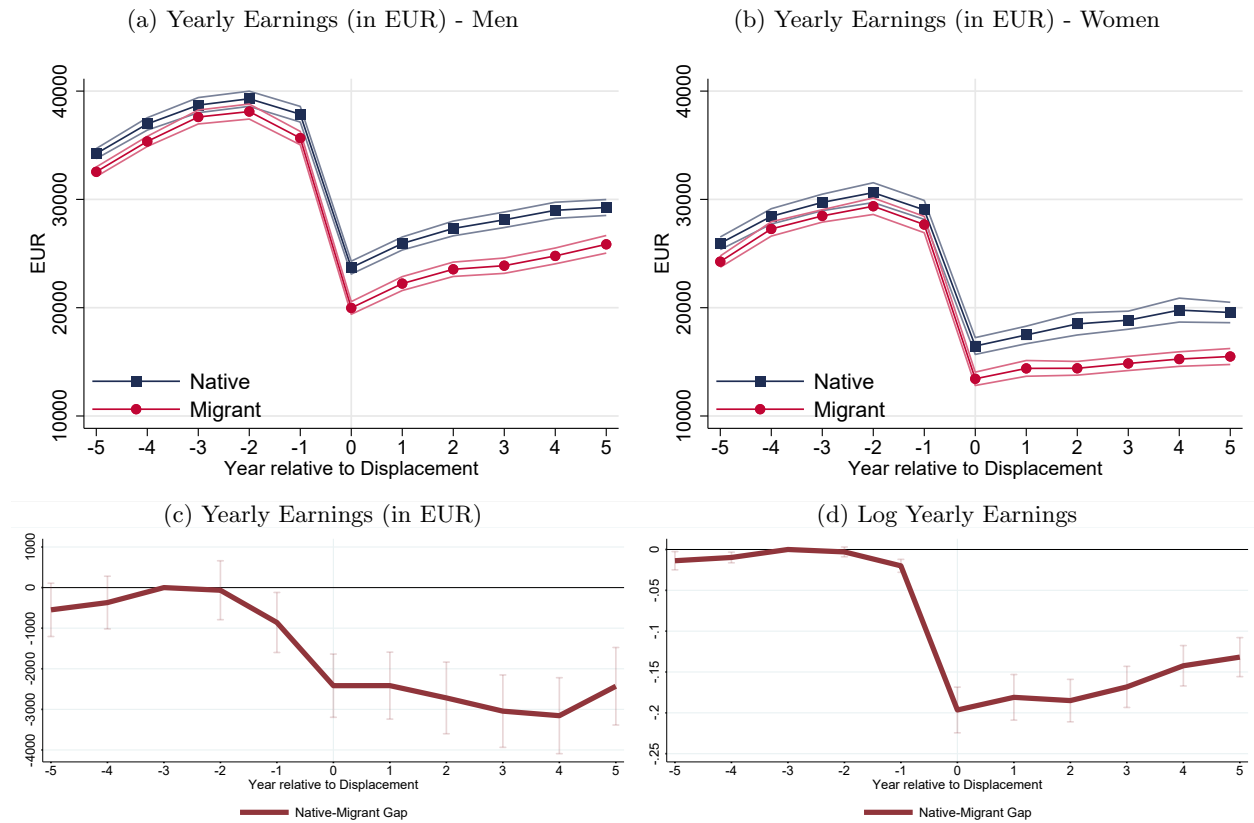 (a) Yearly Earnings (in EUR) - Men
EUR
40000
30000
20000
10000
Native
Migrant
-5 -4 -3 -2 -1 0 1 2 3 4 5
Year relative to Displacement
(b) Yearly Earnings (in EUR) - Women
EUR
40000
30000
20000
10000
Native
Migrant
-5 -4 -3 -2 -1 0 1 2 3 4 5
Year relative to Displacement
(c) Yearly Earnings (in EUR)
1000
0
-1000
-2000
-3000
-4000
-5 -4 -3 -2 -1 0 1 2 3 4 5
Year relative to Displacement
Native-Migrant Gap
(d) Log Yearly Earnings
0
-.05
-.1
-.15
-.2
-.25
-5 -4 -3 -2 -1 0 1 2 3 4 5
Year relative to Displacement
Native-Migrant Gap